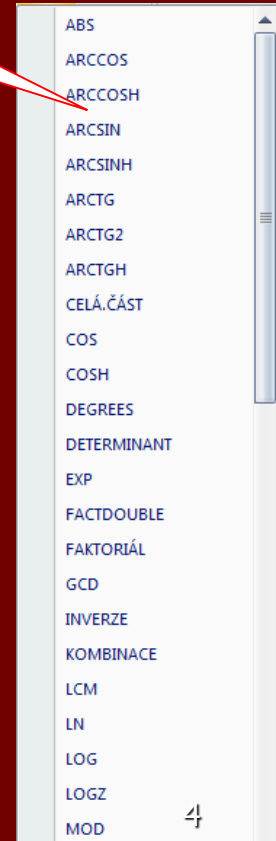 ABS
ARCCOS
ARCCOSH
ARCSIN
ARCSINH
ARCTG
ARCTG2
ARCTGH
CELÁ.ČÁST
COS
COSH
DEGREES
DETERMINANT
EXP
FACTDOUBLE
FAKTORIÁL
GCD
INVERZE
KOMBINACE
LCM
LN
LOG
LOGZ
MOD
4